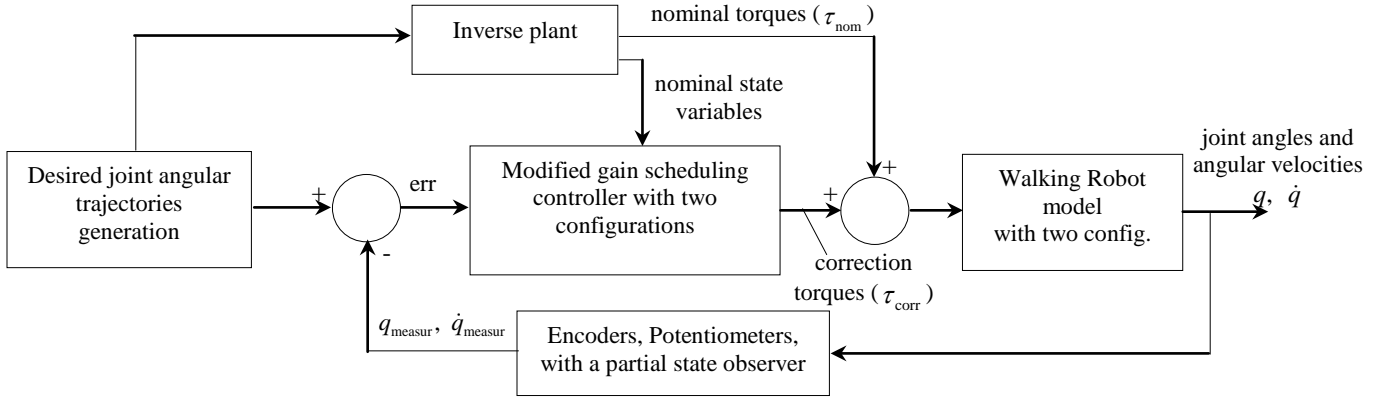 nominal torques (τnom)
Inverse plant
nominal state
variables
joint angles and
angular velocities
q, q̇
Desired joint angular
trajectories
generation
+
-
err
Modified gain scheduling
controller with two
configurations
+
+
Walking Robot
model
with two config.
correction
torques (τcorr)
qmeasur, q̇measur
Encoders, Potentiometers,
with a partial state observer